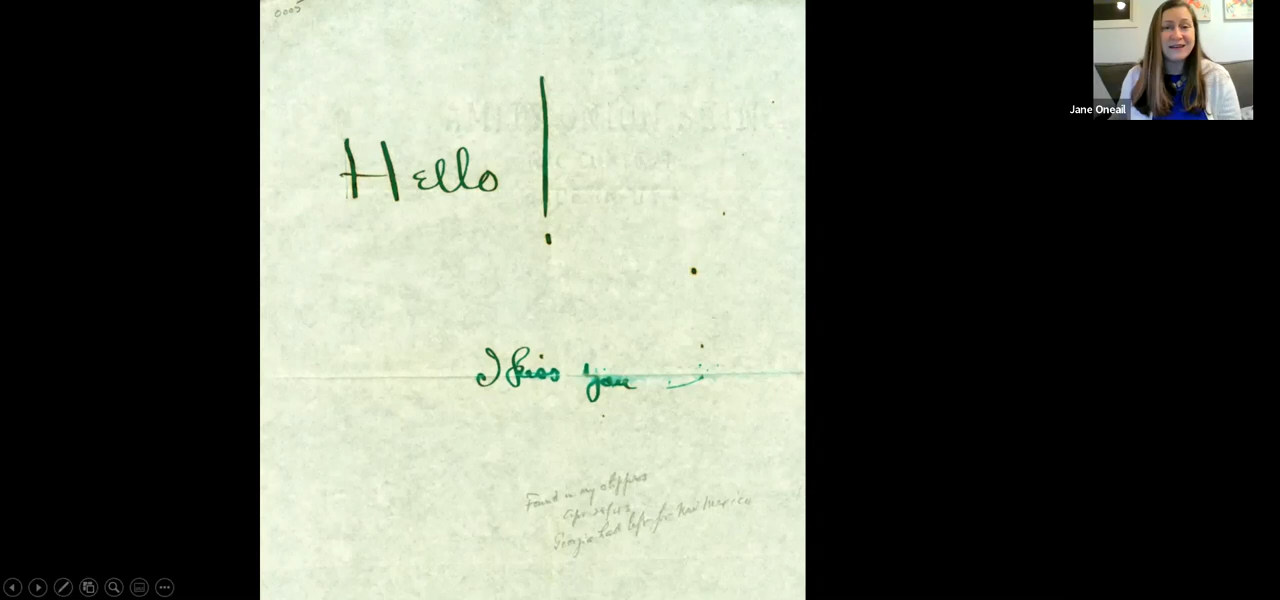 0005
Hello !
I kiss you
Found in my slippers
Georgia had left for New Mexico
Jane Oneail